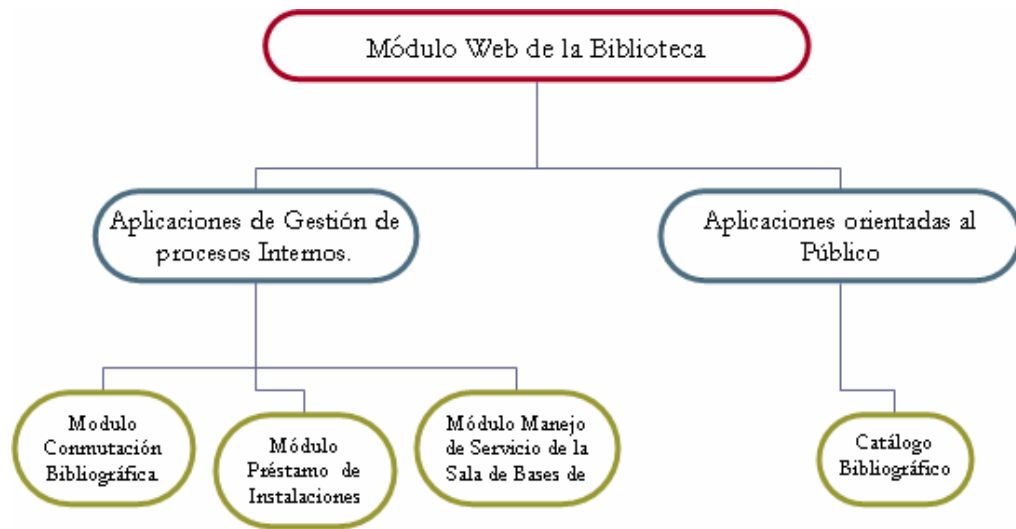 Módulo Web de la Biblioteca
Aplicaciones de Gestión de
procesos Internos.
Aplicaciones orientadas al
Público
Modulo
Conmutación
Bibliográfica
Módulo
Préstamo de
Instalaciones
Módulo Manejo
de Servicio de la
Sala de Bases de
Catálogo
Bibliográfico